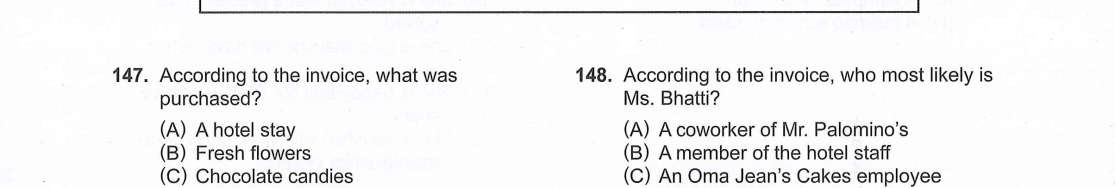 147. According to the invoice, what was
purchased?
(A) A hotel stay
(B) Fresh flowers
(C) Chocolate candies
148. According to the invoice, who most likely is
Ms. Bhatti?
(A) A coworker of Mr. Palomino's
(B) A member of the hotel staff
(C) An Oma Jean's Cakes employee